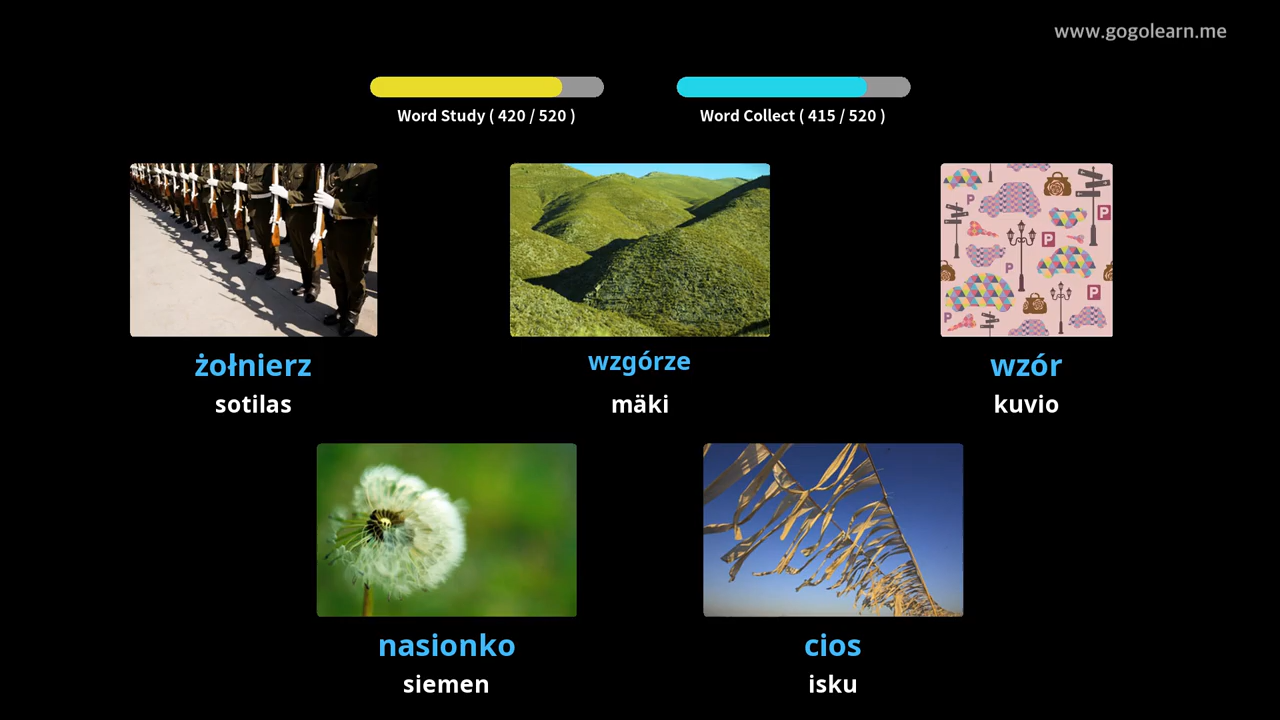 www.gogolearn.me
Word Study ( 420 / 520 )
Word Collect ( 415 / 520 )
żołnierz
sotilas
wzgórze
mäki
wzór
kuvio
P
P
P
P
P
P
nasionko
siemen
cios
isku